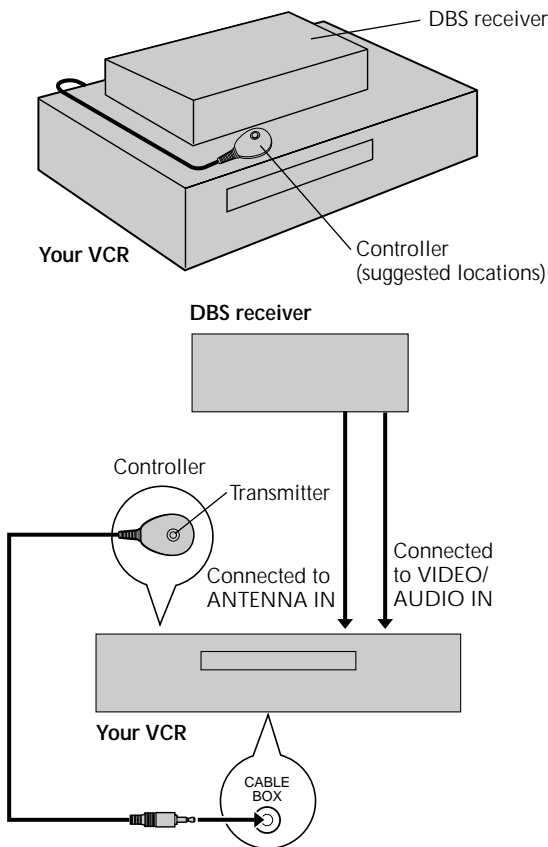 DBS receiver
Your VCR
Controller
(suggested locations)
DBS receiver
Controller
Transmitter
Connected to
ANTENNA IN
Connected
to VIDEO/
AUDIO IN
Your VCR
CABLE
BOX